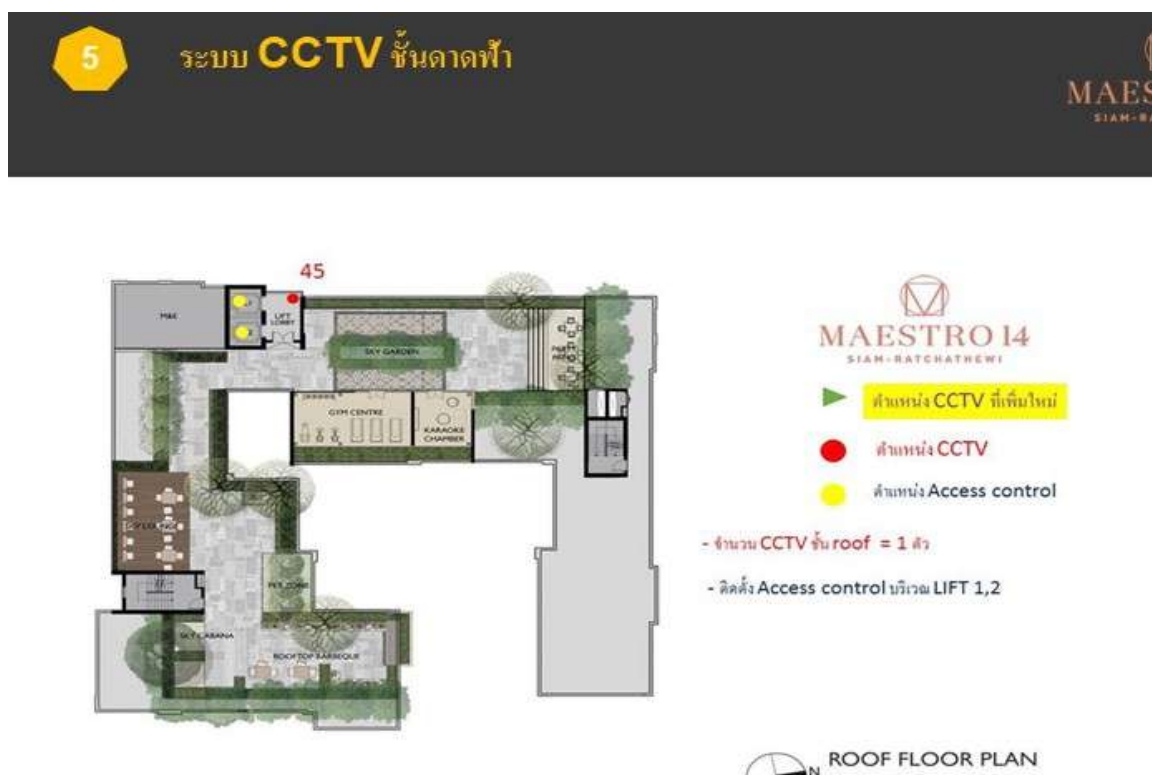 5
ระบบ CCTV ชั้นดาดฟ้า
MAES
SIAM-RA
45
M&E
LIFT
LOBBY
SKY GARDEN
GYM CENTRE
KARAOKE
CHAMBER
PET ZONE
SKY CABANA
ROOFTOP BARBEQUE
MAESTRO 14
SIAM-RATCHATHEWI
ตำแหน่ง CCTV ที่เพิ่มใหม่
ตำแหน่ง CCTV
ตำแหน่ง Access control
- จำนวน CCTV ชั้น roof = 1 ตัว
- ติดตั้ง Access control บริเวณ LIFT 1,2
N
ROOF FLOOR PLAN